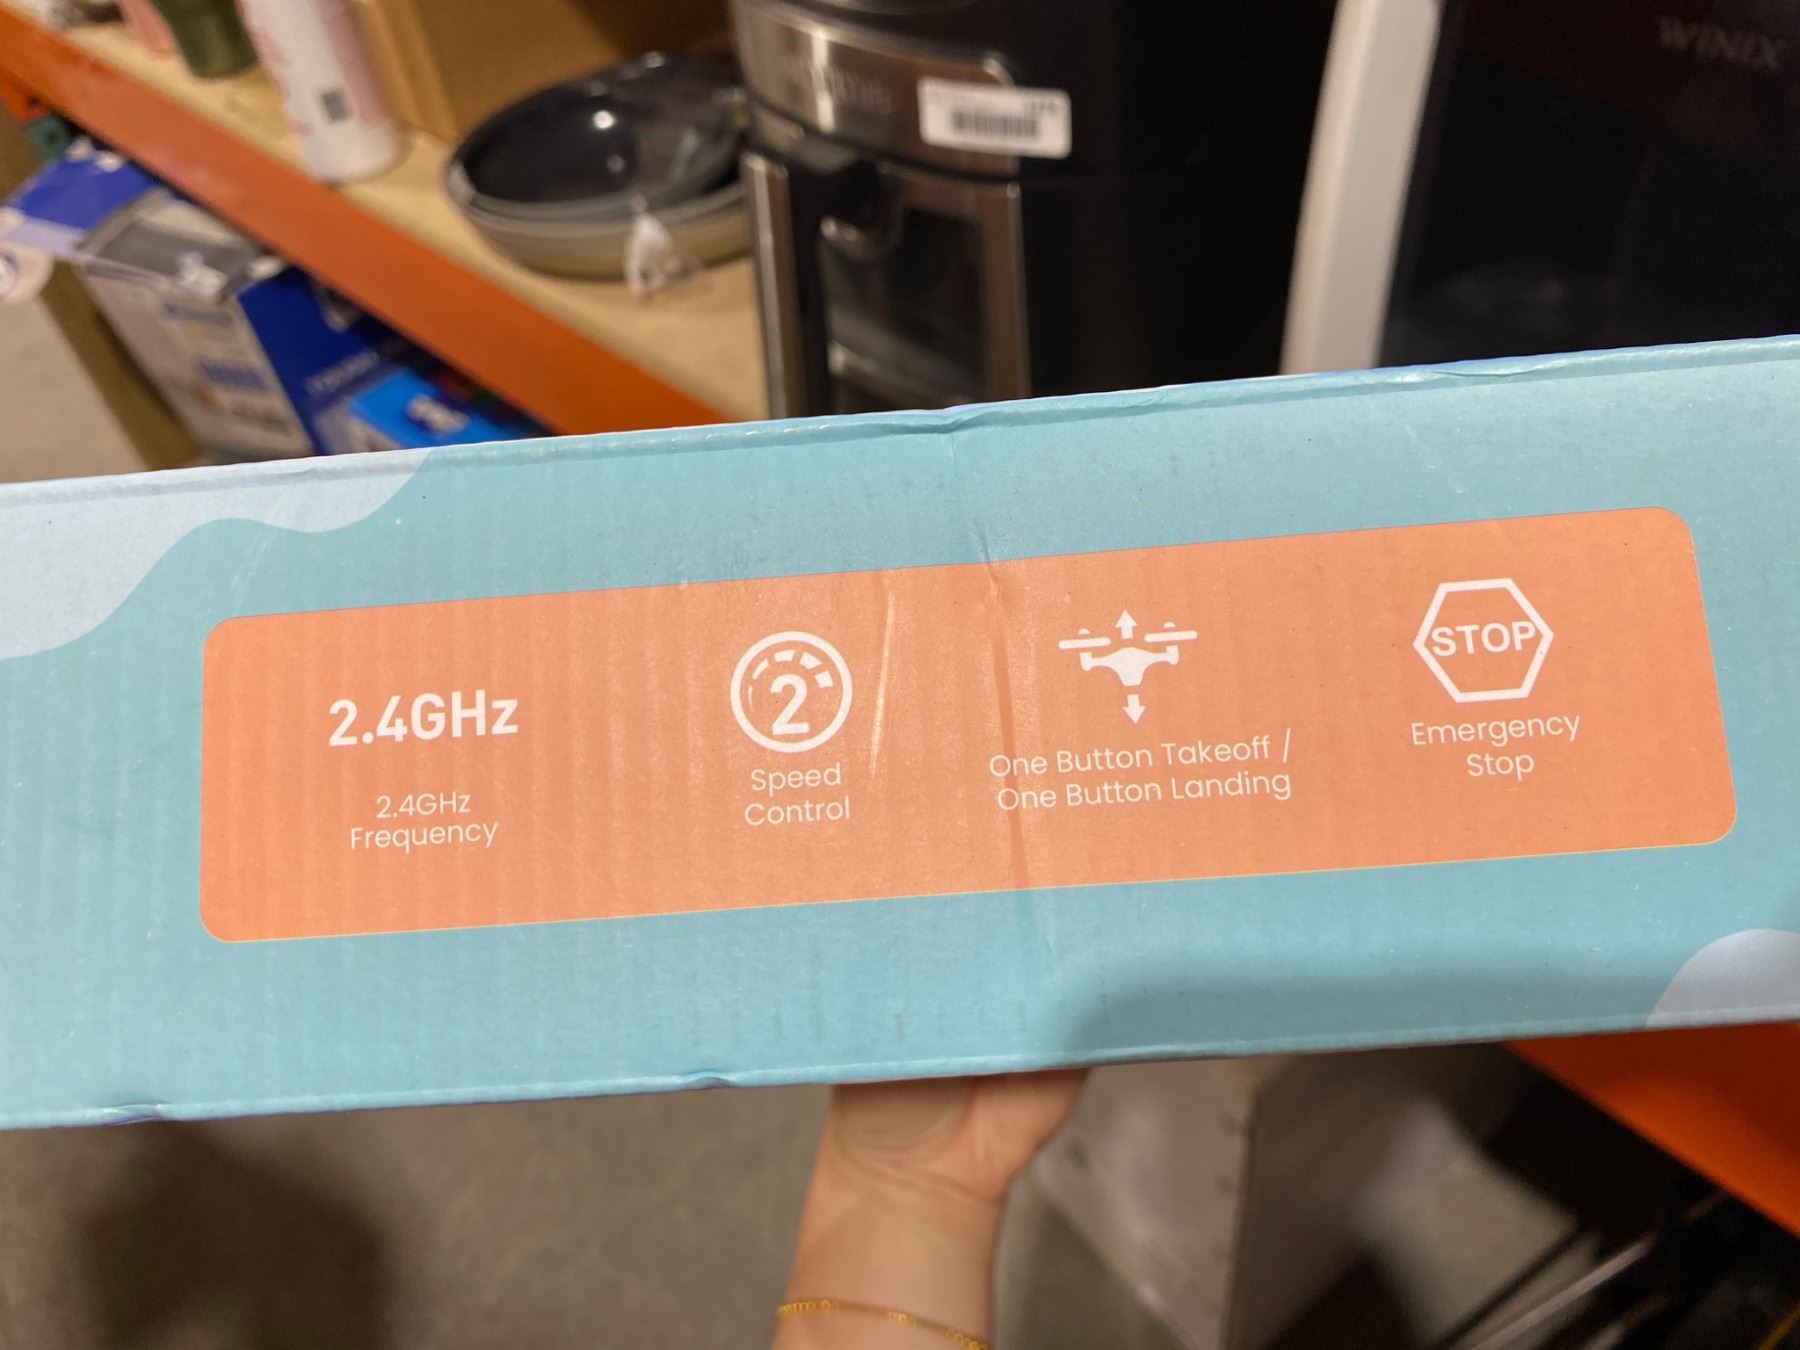 WINIX
2.4GHz
2.4GHz
Frequency
2
Speed
Control
One Button Takeoff /
One Button Landing
STOP
Emergency
Stop